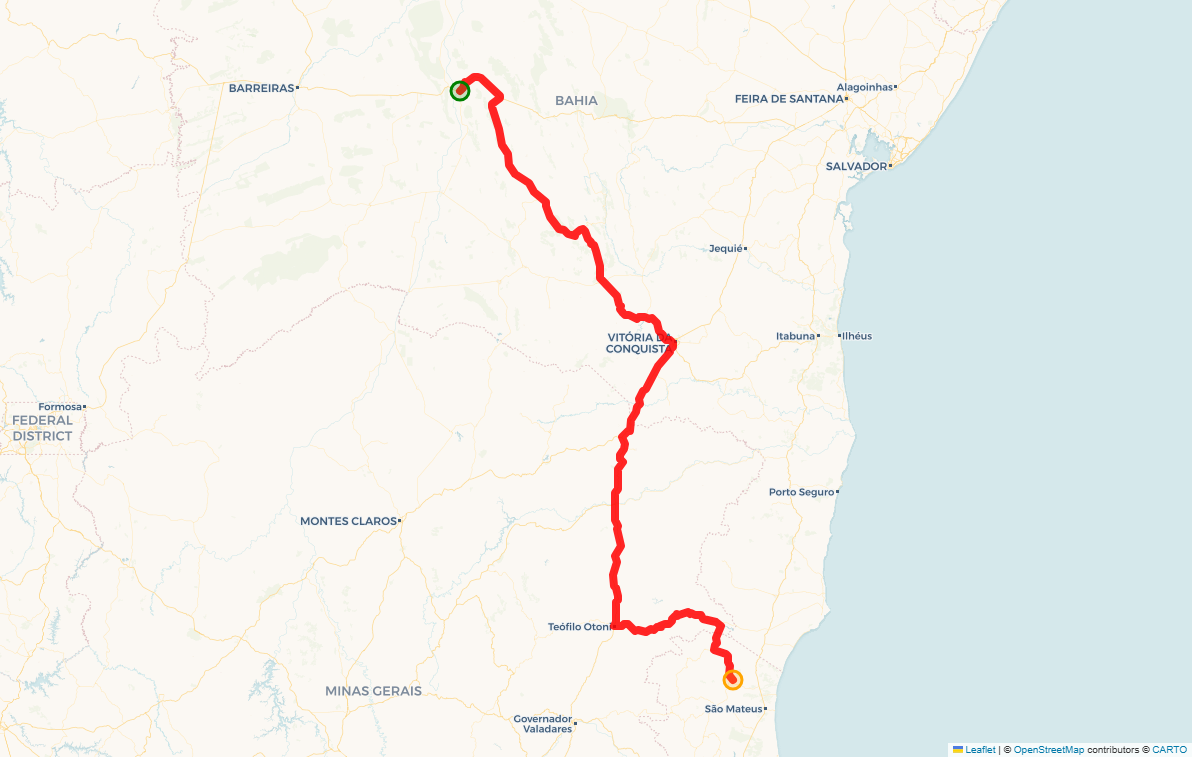 BARREIRAS
BAHIA
Alagoinhas
FEIRA DE SANTANA
SALVADOR
Jequié
VITÓRIA DA
CONQUISTA
Itabuna
Ilhéus
Formosa
FEDERAL
DISTRICT
Porto Seguro
MONTES CLAROS
Teófilo Otoni
MINAS GERAIS
São Mateus
Governador
Valadares
Leaflet | © OpenStreetMap contributors © CARTO